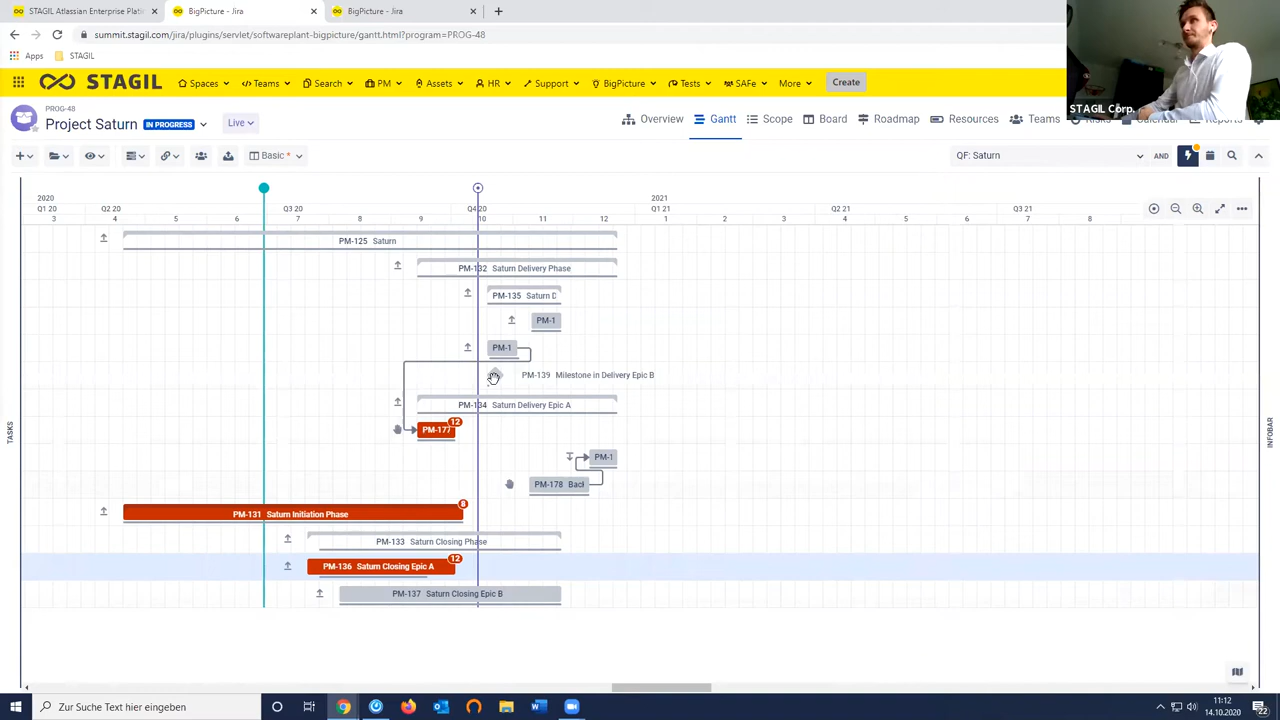 STAGIL Atlassian Enterprise Platf
BigPicture - Jira
BigPicture - Jira
summit.stagil.com/jira/plugins/servlet/softwareplant-bigpicture/gantt.html?program=PROG-48
Apps
STAGIL
STAGIL
Spaces
Teams
Search
PM
Assets
HR
Support
BigPicture
Tests
SAFe
More
Create
STAGIL Corp.
PROG-48
Project Saturn
IN PROGRESS
Live
Overview
Gantt
Scope
Board
Roadmap
Resources
Teams
Risks
Calendar
Reports
Basic *
QF: Saturn
AND
2020
2021
Q1 20
Q2 20
Q3 20
Q4 20
Q1 21
Q2 21
Q3 21
3
4
5
6
7
8
9
10
11
12
1
2
3
4
5
6
7
8
PM-125 Saturn
PM-132 Saturn Delivery Phase
PM-135 Saturn D
PM-1
PM-1
PM-139 Milestone in Delivery Epic B
PM-134 Saturn Delivery Epic A
12
PM-177
PM-1
PM-178 Bacl
8
PM-131 Saturn Initiation Phase
PM-133 Saturn Closing Phase
12
PM-136 Saturn Closing Epic A
PM-137 Saturn Closing Epic B
TASKS
INFOBAR
Zur Suche Text hier eingeben
11:12
14.10.2020
22